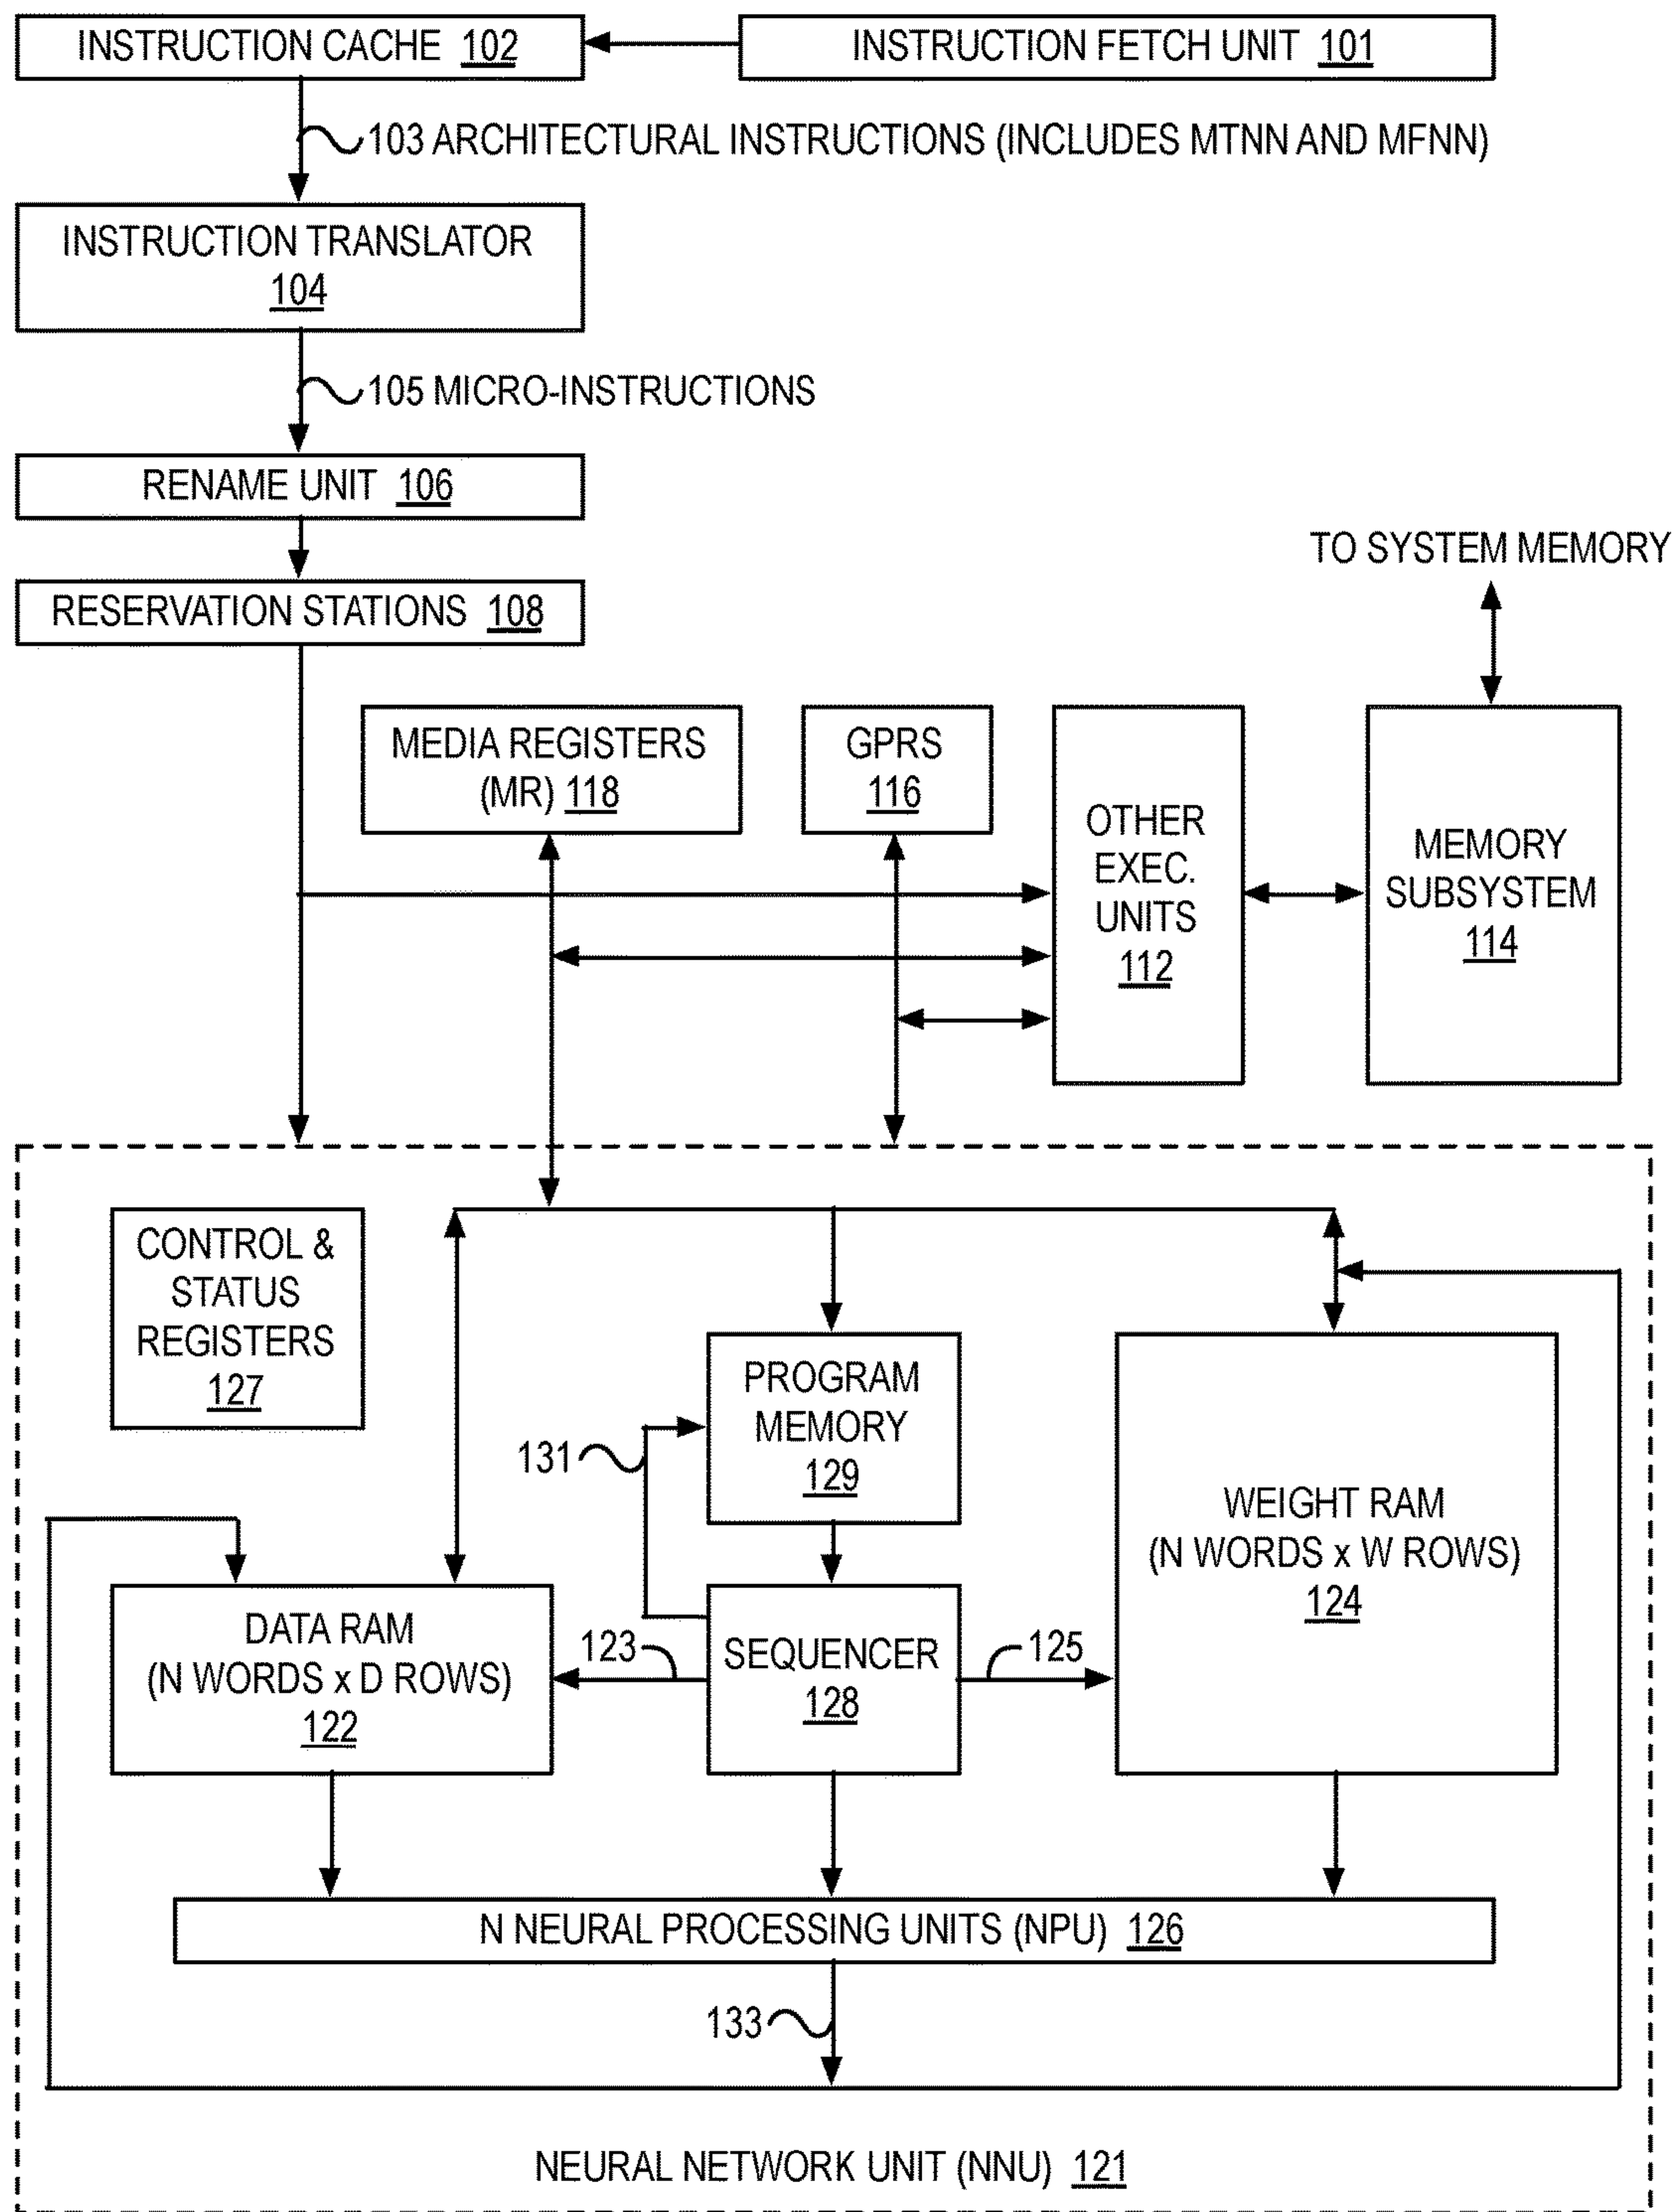 INSTRUCTION CACHE 102
INSTRUCTION FETCH UNIT 101
103 ARCHITECTURAL INSTRUCTIONS (INCLUDES MTNN AND MFNN)
INSTRUCTION TRANSLATOR
104
105 MICRO-INSTRUCTIONS
RENAME UNIT 106
TO SYSTEM MEMORY
RESERVATION STATIONS 108
MEDIA REGISTERS
(MR) 118
GPRS
116
OTHER
EXEC.
UNITS
112
MEMORY
SUBSYSTEM
114
CONTROL &
STATUS
REGISTERS
127
PROGRAM
MEMORY
129
131
WEIGHT RAM
(N WORDS x W ROWS)
124
DATA RAM
(N WORDS x D ROWS)
122
123
SEQUENCER
128
125
N NEURAL PROCESSING UNITS (NPU) 126
133
NEURAL NETWORK UNIT (NNU) 121